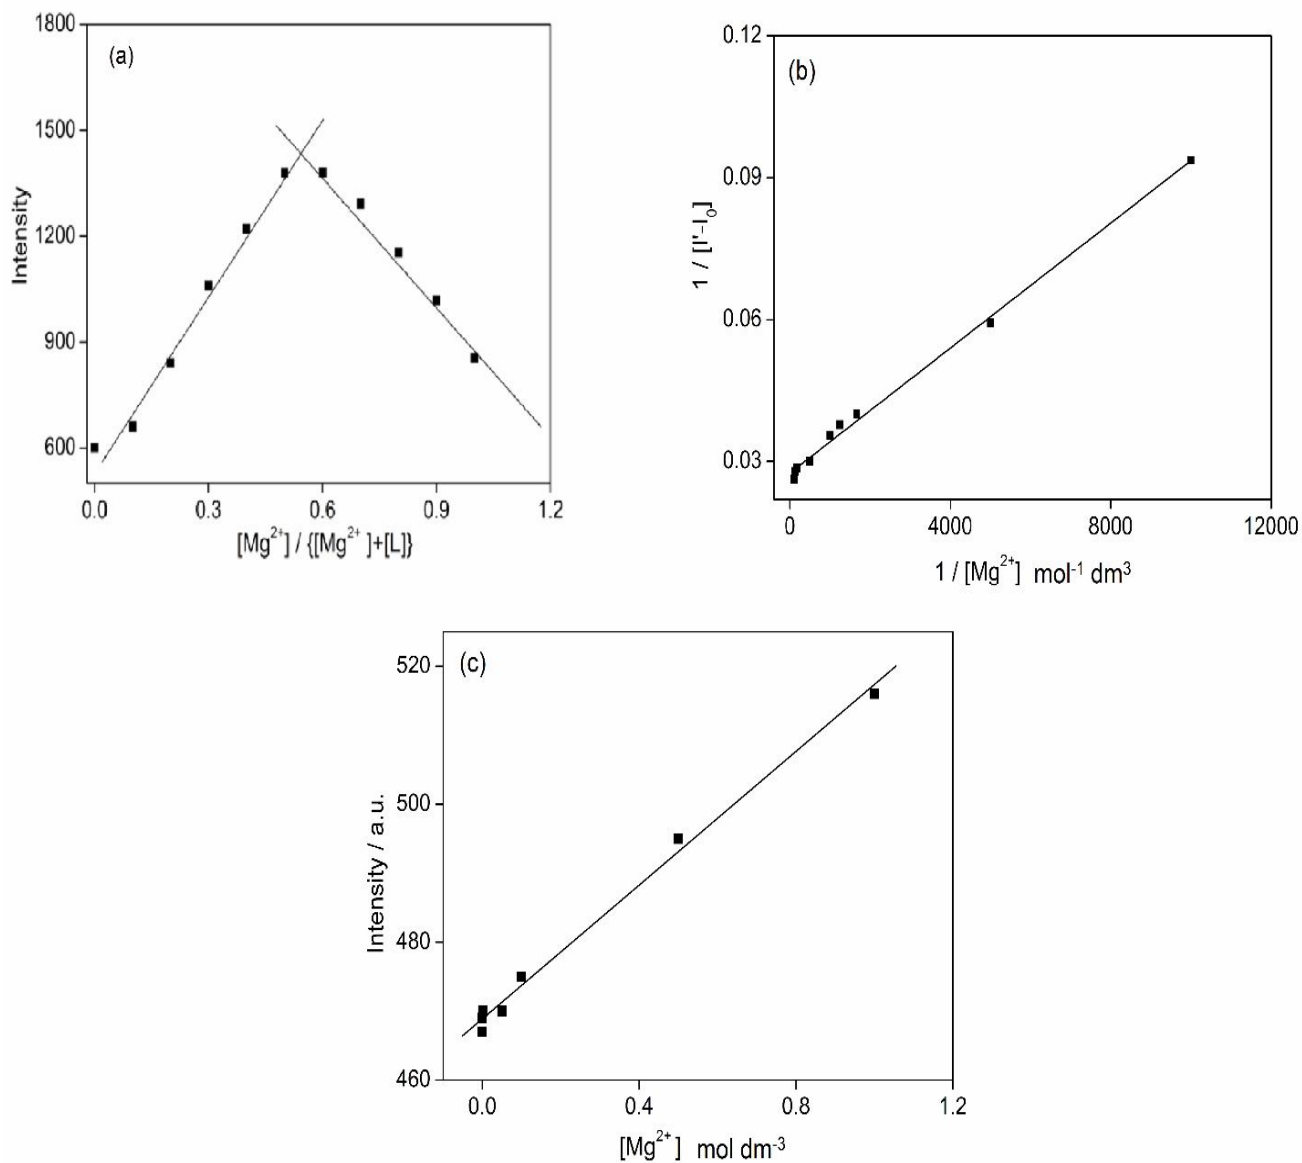 (a)
1800
1500
1200
900
600
Intensity
0.0 0.3 0.6 0.9 1.2
[Mg²⁺] / {[Mg²⁺ ]+[L]}
(b)
0.12
0.09
0.06
0.03
1 / [I'-I₀]
0 4000 8000 12000
1 / [Mg²⁺] mol⁻¹ dm³
(c)
520
500
480
460
Intensity / a.u.
0.0 0.4 0.8 1.2
[Mg²⁺] mol dm⁻³